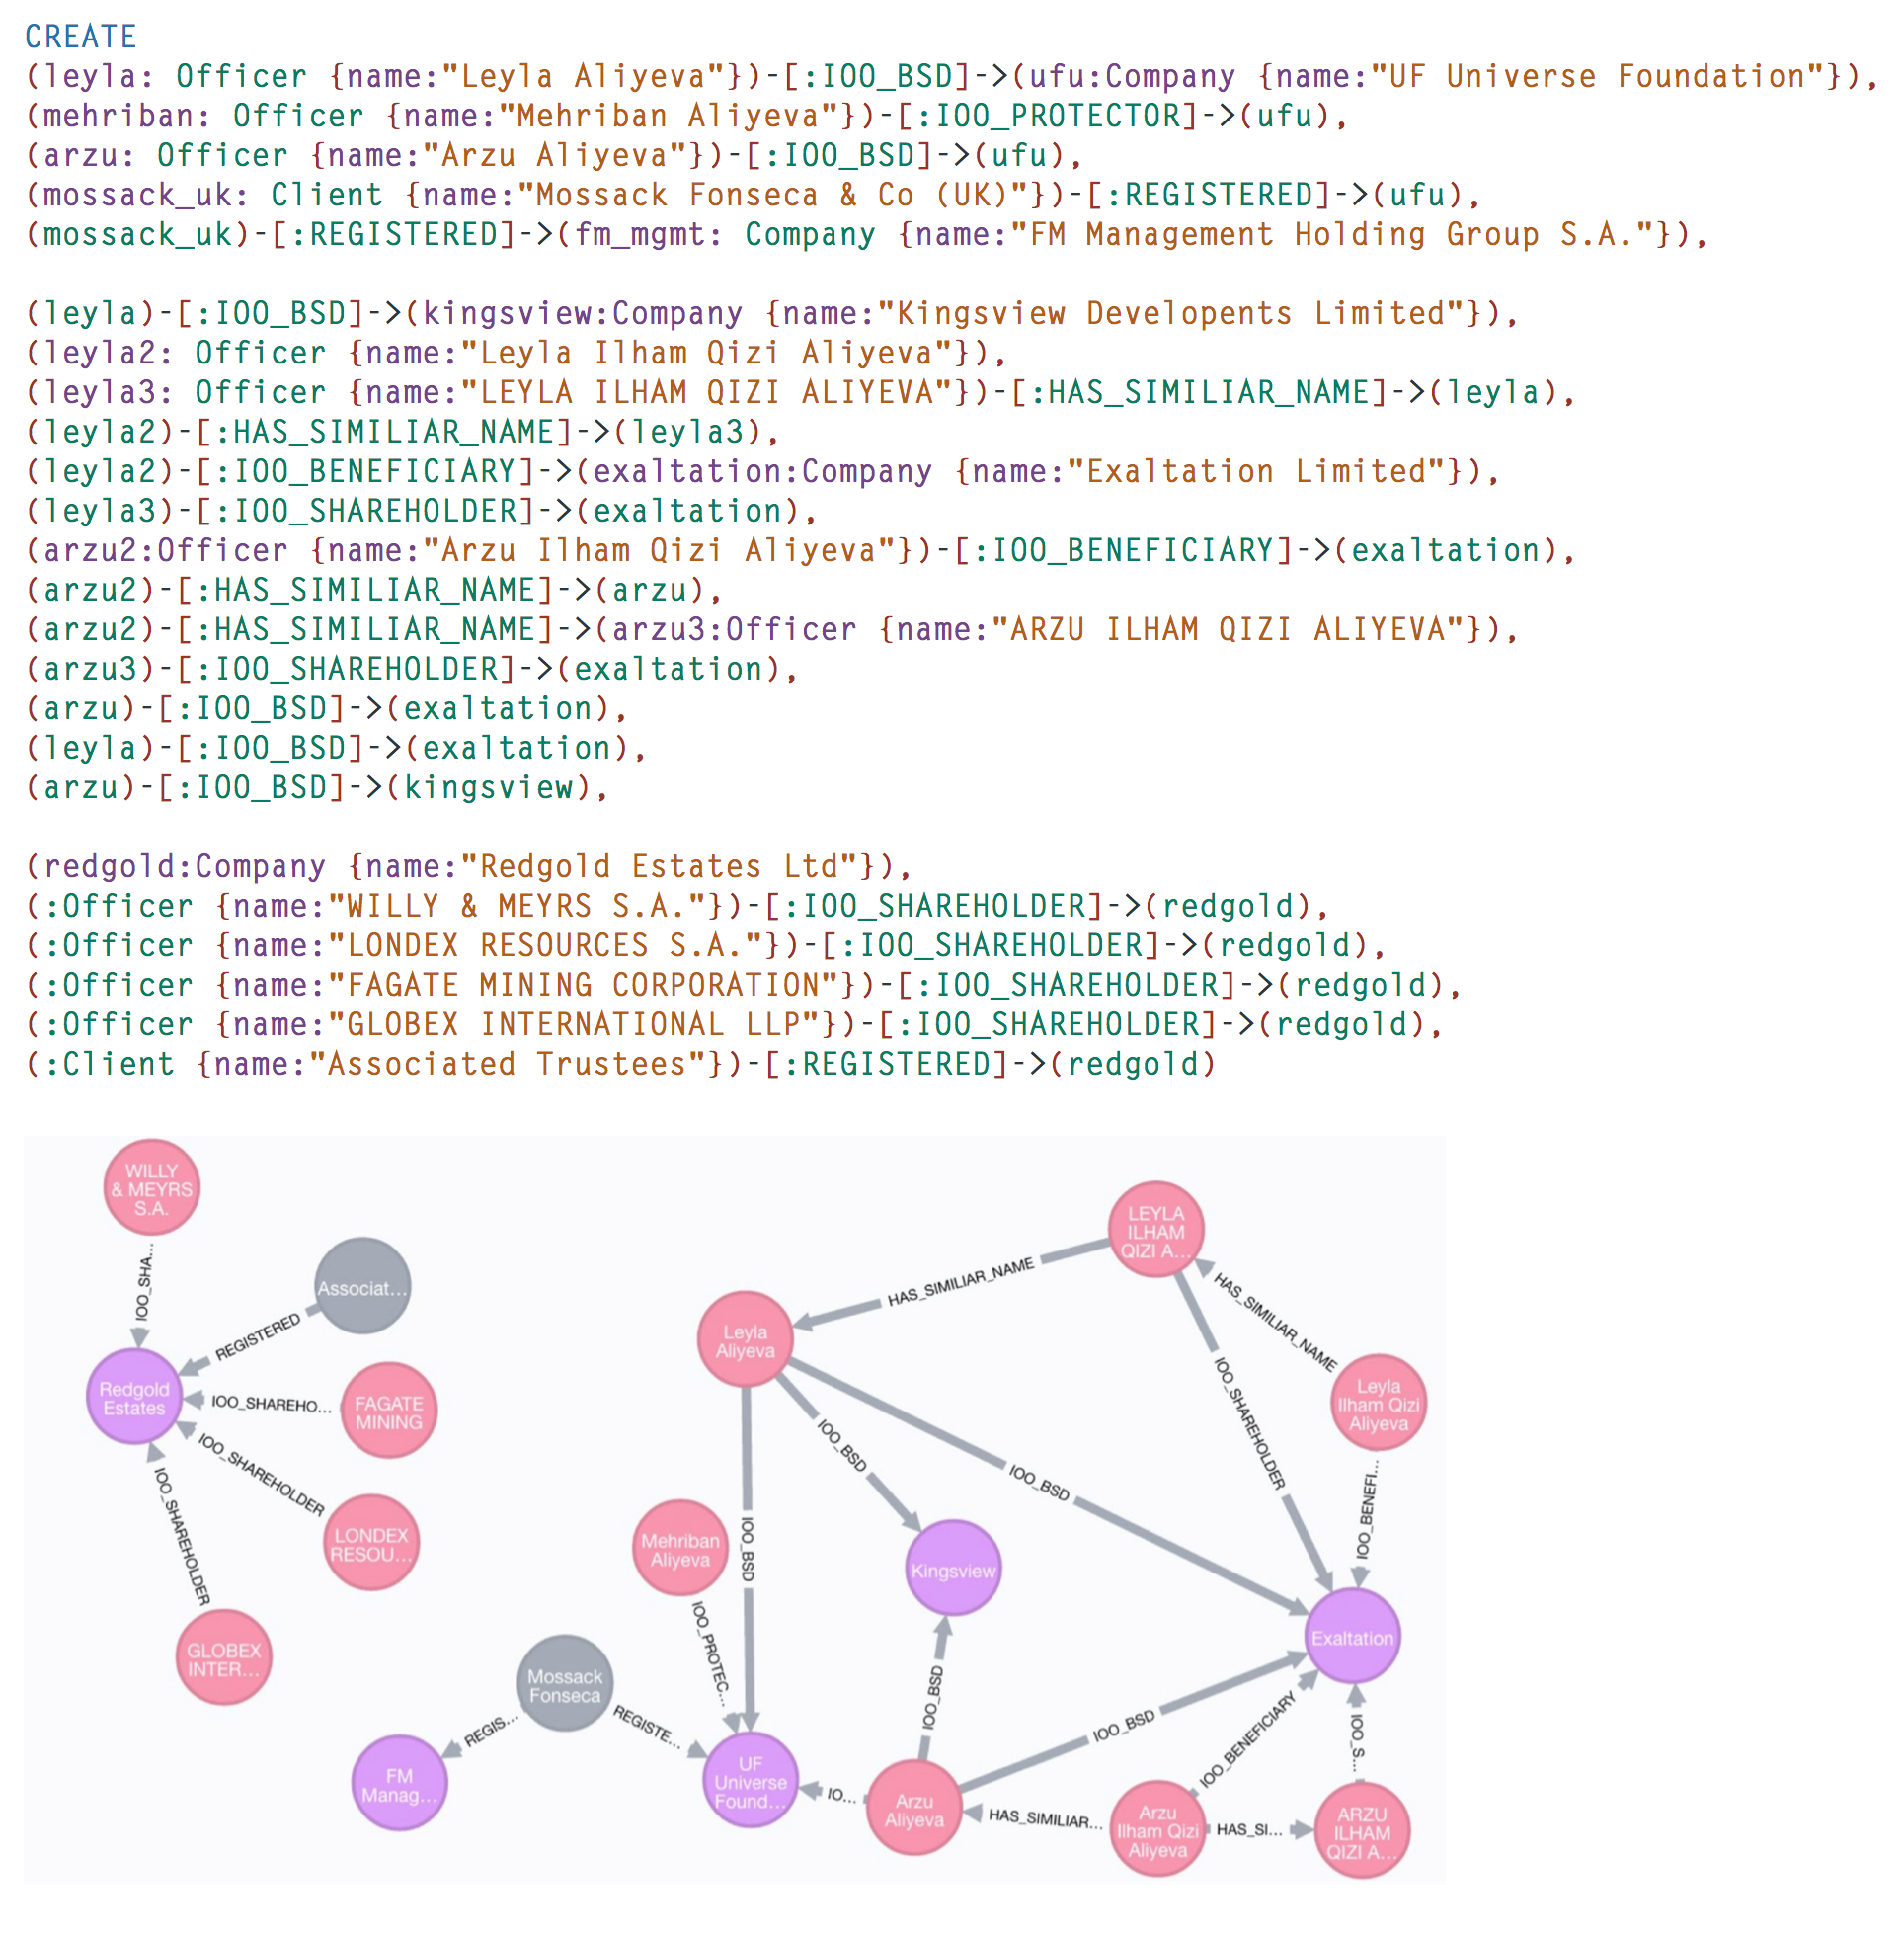 CREATE
(leyla: Officer {name:"Leyla Aliyeva"})-[:IOO_BSD]->(ufu:Company {name:"UF Universe Foundation"}),
(mehriban: Officer {name:"Mehriban Aliyeva"})-[:IOO_PROTECTOR]->(ufu),
(arzu: Officer {name:"Arzu Aliyeva"})-[:IOO_BSD]->(ufu),
(mossack_uk: Client {name:"Mossack Fonseca & Co (UK)"})-[:REGISTERED]->(ufu),
(mossack_uk)-[:REGISTERED]->(fm_mgmt: Company {name:"FM Management Holding Group S.A."}),
(leyla)-[:IOO_BSD]->(kingsview:Company {name:"Kingsview Developents Limited"}),
(leyla2: Officer {name:"Leyla Ilham Qizi Aliyeva"}),
(leyla3: Officer {name:"LEYLA ILHAM QIZI ALIYEVA"})-[:HAS_SIMILIAR_NAME]->(leyla),
(leyla2)-[:HAS_SIMILIAR_NAME]->(leyla3),
(leyla2)-[:IOO_BENEFICIARY]->(exaltation:Company {name:"Exaltation Limited"}),
(leyla3)-[:IOO_SHAREHOLDER]->(exaltation),
(arzu2:Officer {name:"Arzu Ilham Qizi Aliyeva"})-[:IOO_BENEFICIARY]->(exaltation),
(arzu2)-[:HAS_SIMILIAR_NAME]->(arzu),
(arzu2)-[:HAS_SIMILIAR_NAME]->(arzu3:Officer {name:"ARZU ILHAM QIZI ALIYEVA"}),
(arzu3)-[:IOO_SHAREHOLDER]->(exaltation),
(arzu)-[:IOO_BSD]->(exaltation),
(leyla)-[:IOO_BSD]->(exaltation),
(arzu)-[:IOO_BSD]->(kingsview),
(redgold:Company {name:"Redgold Estates Ltd"}),
(:Officer {name:"WILLY & MEYRS S.A."})-[:IOO_SHAREHOLDER]->(redgold),
(:Officer {name:"LONDEX RESOURCES S.A."})-[:IOO_SHAREHOLDER]->(redgold),
(:Officer {name:"FAGATE MINING CORPORATION"})-[:IOO_SHAREHOLDER]->(redgold),
(:Officer {name:"GLOBEX INTERNATIONAL LLP"})-[:IOO_SHAREHOLDER]->(redgold),
(:Client {name:"Associated Trustees"})-[:REGISTERED]->(redgold)
WILLY
& MEYRS
S.A.
IOO_SHA...
Associat...
REGISTERED
Redgold
Estates
IOO_SHAREHO...
FAGATE
MINING
IOO_SHAREHOLDER
LONDEX
RESOU...
IOO_SHAREHOLDER
GLOBEX
INTER...
Mossack
Fonseca
REGIS...
REGISTE...
FM
Manag...
LEYLA
ILHAM
QIZI A...
HAS_SIMILIAR_NAME
Leyla
Aliyeva
HAS_SIMILIAR_NAME
IOO_SHAREHOLDER
Leyla
Ilham Qizi
Aliyeva
IOO_BSD
IOO_BSD
IOO_BSD
IOO_BENEFI...
Mehriban
Aliyeva
IOO_PROTEC...
Kingsview
Exaltation
IOO_BSD
IOO_BSD
IOO_BENEFICIARY
IOO_S...
UF
Universe
Found...
IO...
Arzu
Aliyeva
HAS_SIMILIAR...
Arzu
Ilham Qizi
Aliyeva
HAS_SI...
ARZU
ILHAM
QIZI A...